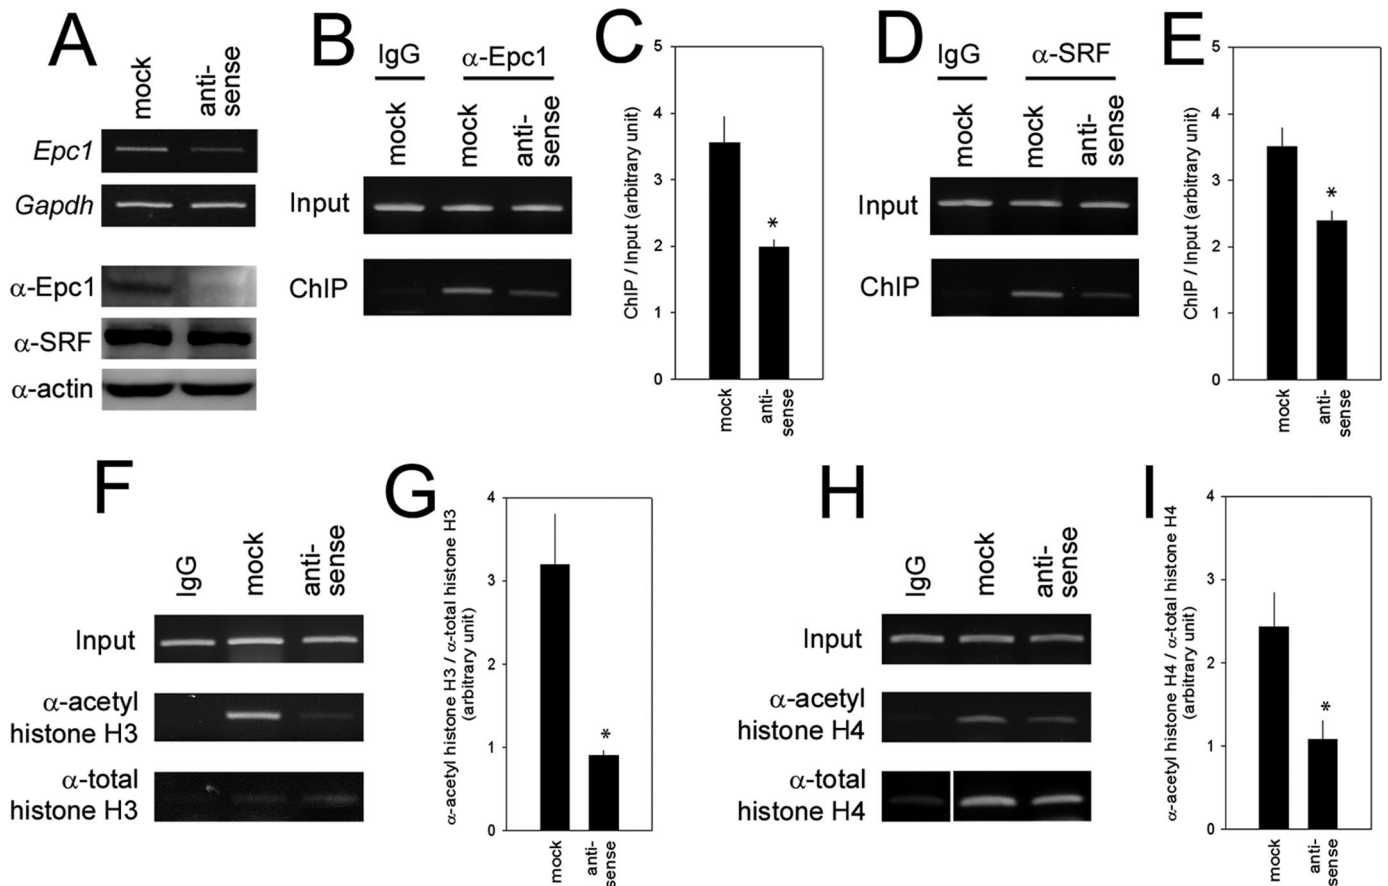 A
mock
anti-
sense
Epc1
Gapdh
α-Epc1
α-SRF
α-actin
B
IgG
α-Epc1
mock
mock
anti-
sense
Input
ChIP
C
ChIP / Input (arbitrary unit)
5
4
3
2
1
0
*
mock
anti-
sense
D
IgG
α-SRF
mock
mock
anti-
sense
Input
ChIP
E
ChIP / Input (arbitrary unit)
5
4
3
2
1
0
*
mock
anti-
sense
F
IgG
mock
anti-
sense
Input
α-acetyl
histone H3
α-total
histone H3
G
α-acetyl histone H3 / α-total histone H3
(arbitrary unit)
4
3
2
1
0
*
mock
anti-
sense
H
IgG
mock
anti-
sense
Input
α-acetyl
histone H4
α-total
histone H4
I
α-acetyl histone H4 / α-total histone H4
(arbitrary unit)
4
3
2
1
0
*
mock
anti-
sense